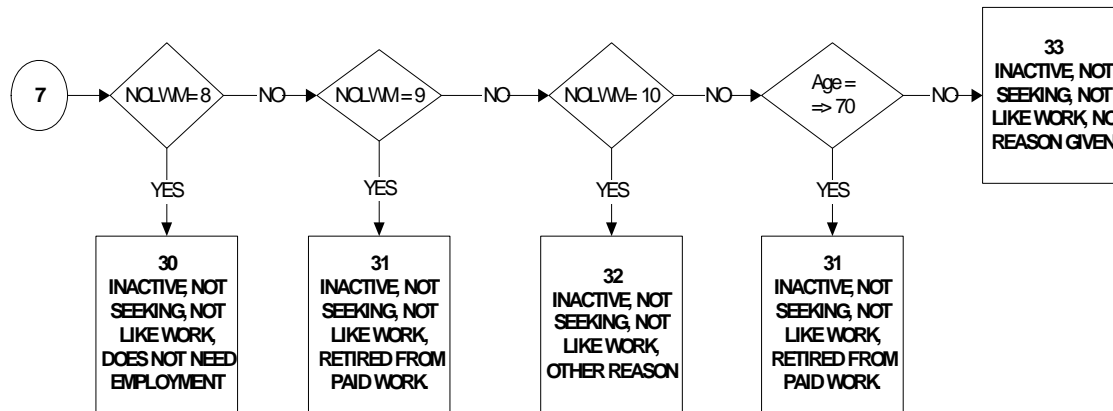 7
NOLWM= 8
NO
NOLWM = 9
NO
NOLWM= 10
NO
Age =
=> 70
NO
33
INACTIVE, NOT
SEEKING, NOT
LIKE WORK, NO
REASON GIVEN
YES
YES
YES
YES
30
INACTIVE, NOT
SEEKING, NOT
LIKE WORK,
DOES NOT NEED
EMPLOYMENT
31
INACTIVE, NOT
SEEKING, NOT
LIKE WORK,
RETIRED FROM
PAID WORK.
32
INACTIVE, NOT
SEEKING, NOT
LIKE WORK,
OTHER REASON
31
INACTIVE, NOT
SEEKING, NOT
LIKE WORK,
RETIRED FROM
PAID WORK.